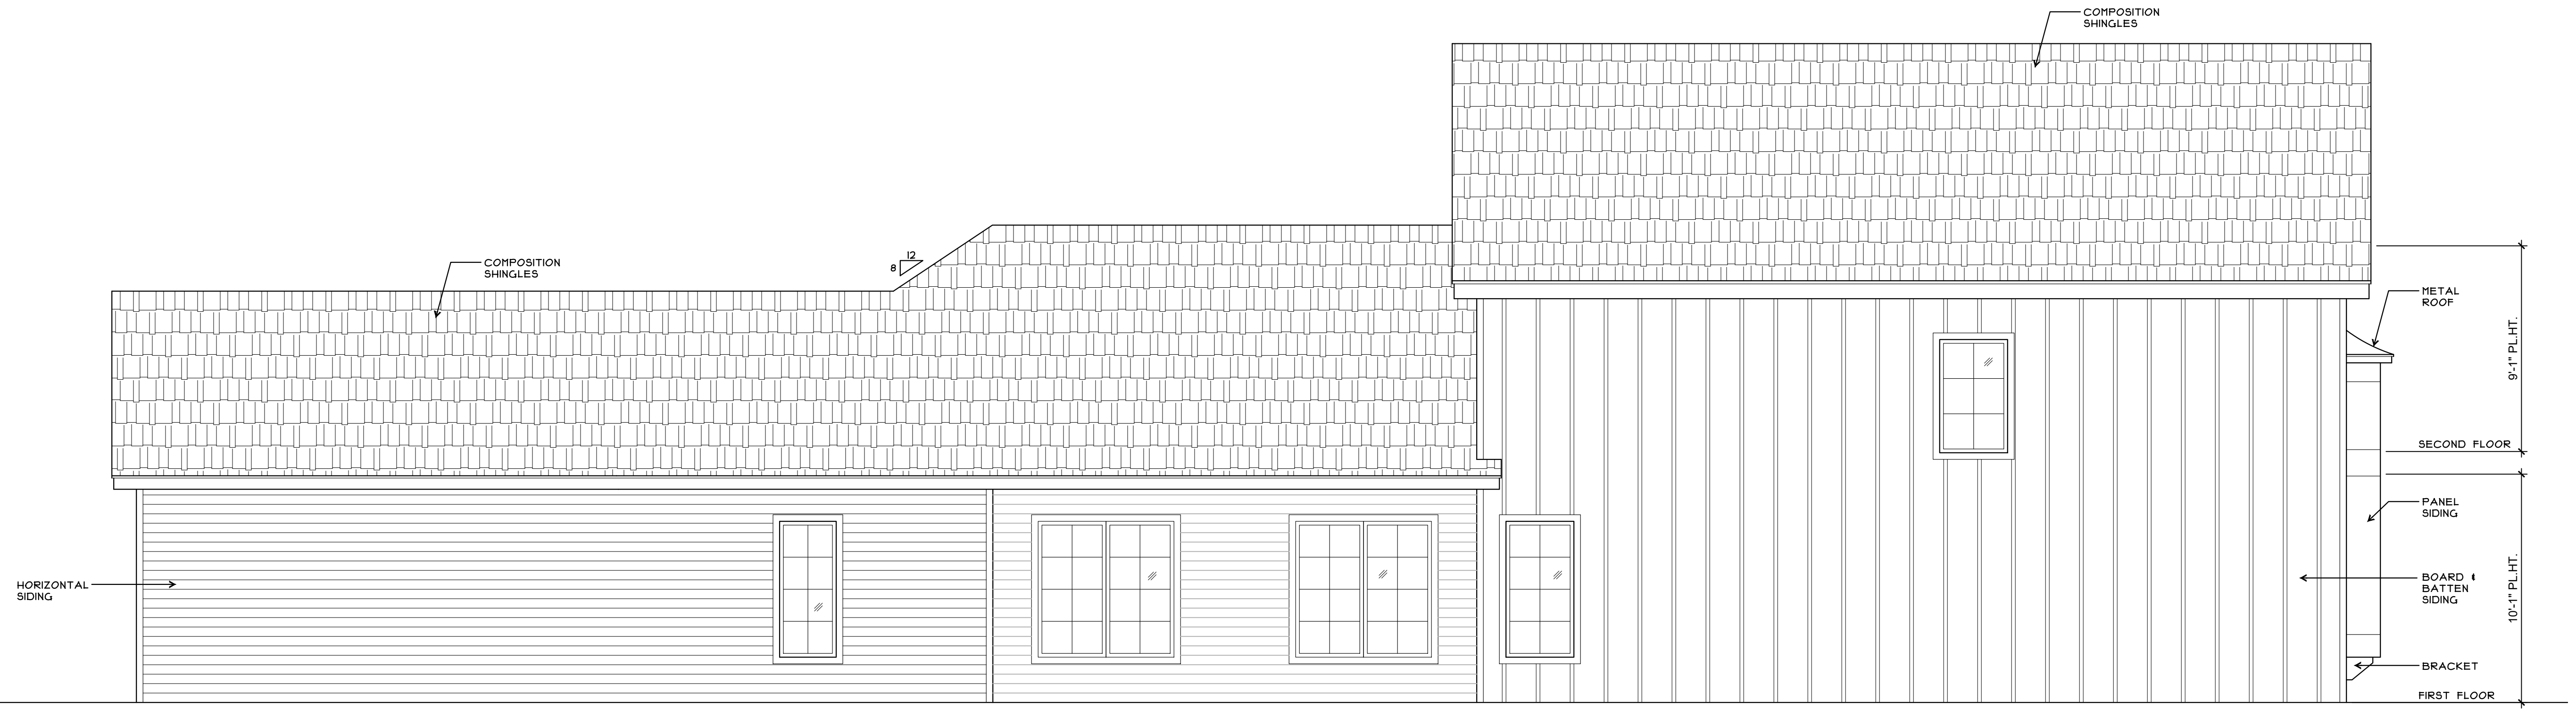 COMPOSITION
SHINGLES
12
8
COMPOSITION
SHINGLES
METAL
ROOF
9'-1" PL.HT.
SECOND FLOOR
PANEL
SIDING
HORIZONTAL
SIDING
BOARD &
BATTEN
SIDING
10'-1" PL.HT.
BRACKET
FIRST FLOOR